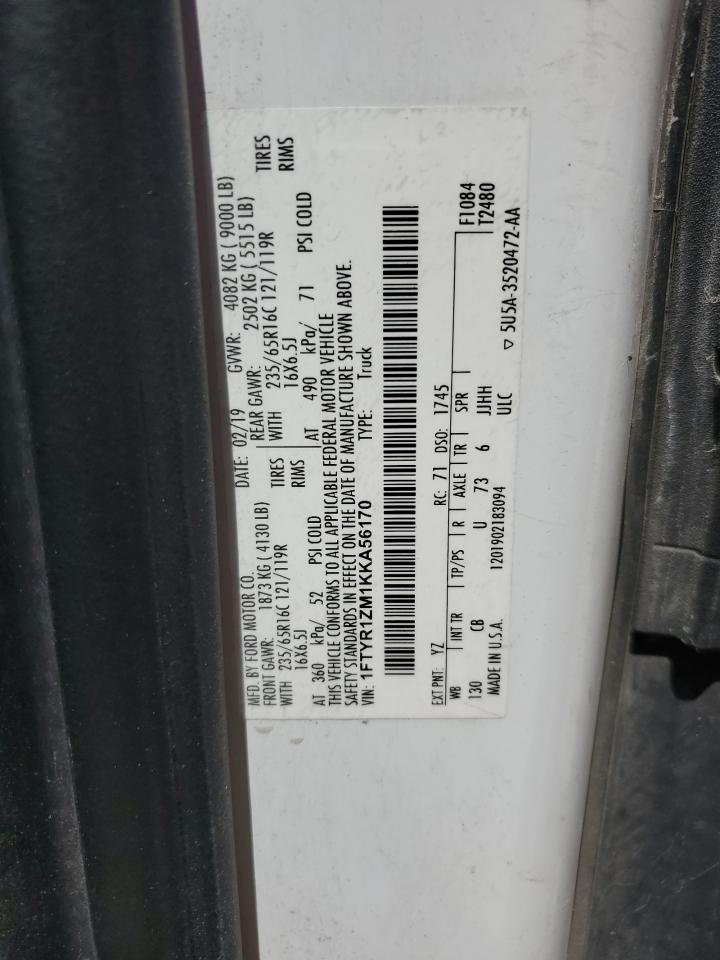 MFD. BY FORD MOTOR CO. DATE: 02/19 GVWR: 4082 KG ( 9000 LB)
FRONT GAWR: 1873 KG ( 4130 LB) REAR GAWR: 2502 KG ( 5515 LB)
WITH 235/65R16C 121/119R TIRES WITH 235/65R16C 121/119R TIRES
16X6.5J RIMS 16X6.5J RIMS
AT 360 kPa/ 52 PSI COLD AT 490 kPa/ 71 PSI COLD
THIS VEHICLE CONFORMS TO ALL APPLICABLE FEDERAL MOTOR VEHICLE
SAFETY STANDARDS IN EFFECT ON THE DATE OF MANUFACTURE SHOWN ABOVE.
VIN: 1FTYR1ZM1KKA56170 TYPE: Truck
EXT PNT: YZ RC: 71 DSO: 1745
WB INT TR TP/PS R AXLE TR SPR F1084
130 CB U 73 6 JJHH T2480
MADE IN U.S.A. 1201902183094 ULC ▽ 5U5A-3520472-AA